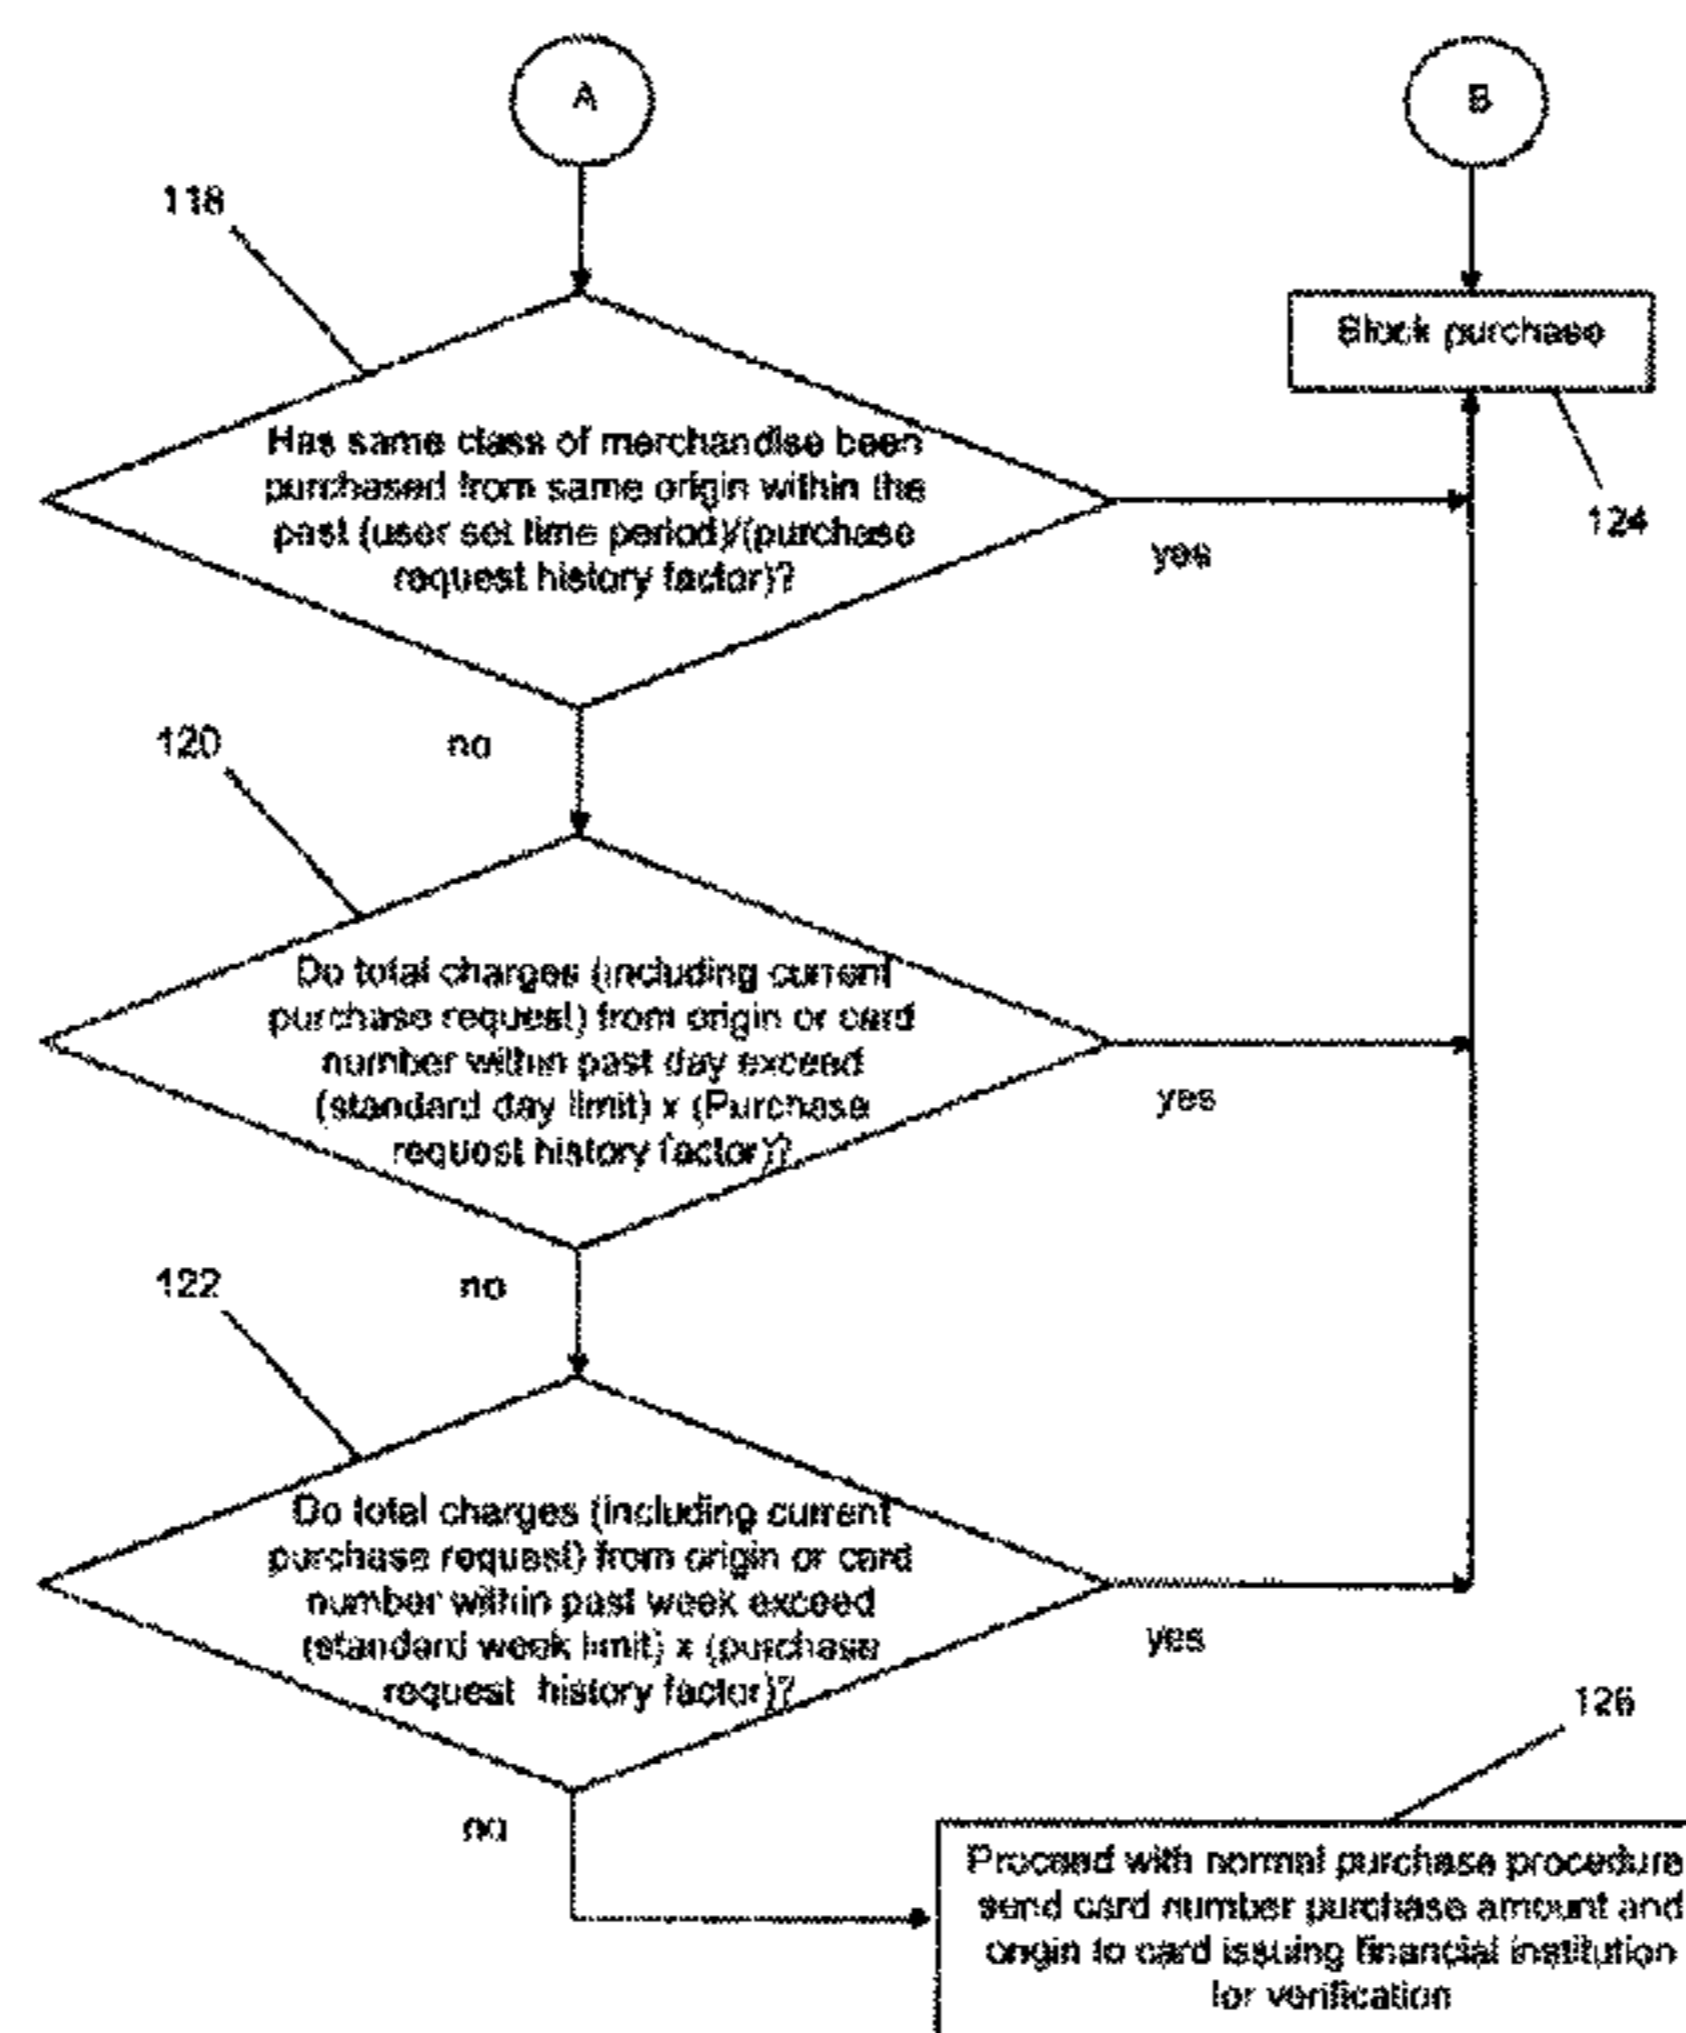 A
B
118
Block purchase
Has same class of merchandise been
purchased from same origin within the
past (user set time period)/(purchase
request history factor)?
124
yes
120
no
Do total charges (including current
purchase request) from origin or card
number within past day exceed
(standard day limit) x (Purchase
request history factor)?
yes
122
no
Do total charges (including current
purchase request) from origin or card
number within past week exceed
(standard week limit) x (purchase
request history factor)?
yes
126
no
Proceed with normal purchase procedure
send card number purchase amount and
origin to card issuing financial institution
for verification